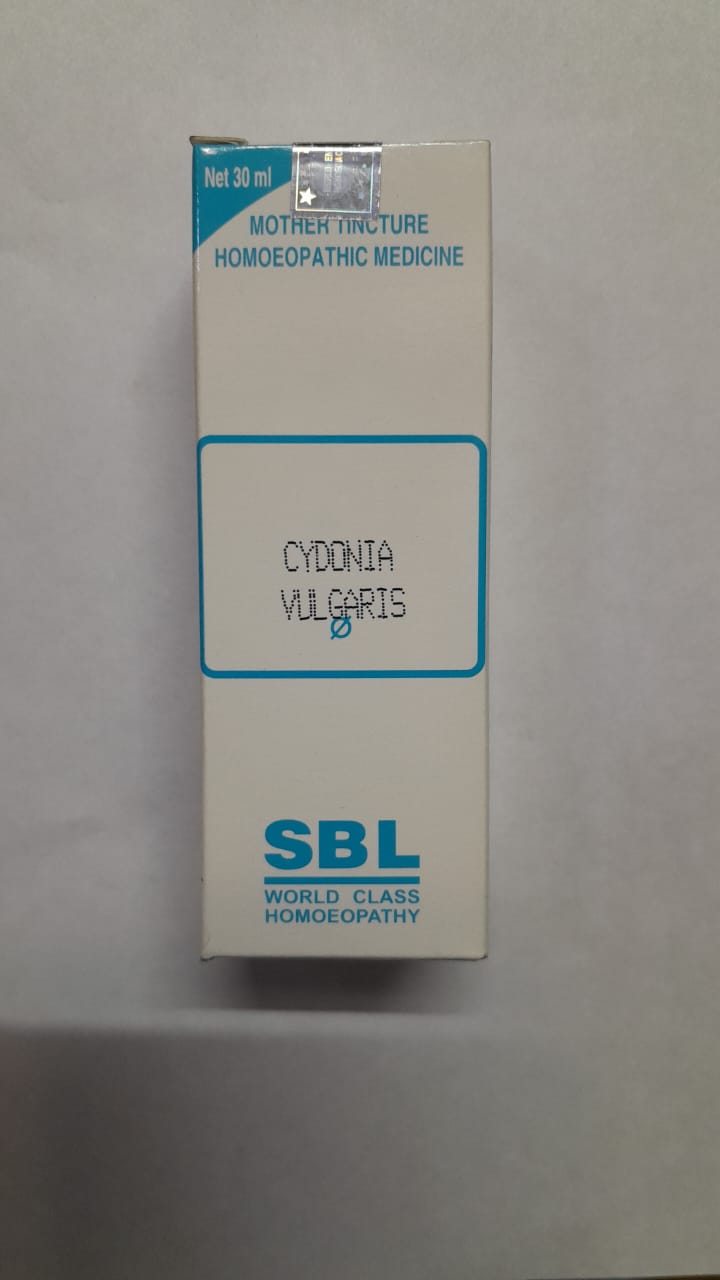 Net 30 ml
MOTHER TINCTURE
HOMOEOPATHIC MEDICINE
CYDONIA
VULGARIS
Ø
SBL
WORLD CLASS
HOMOEOPATHY